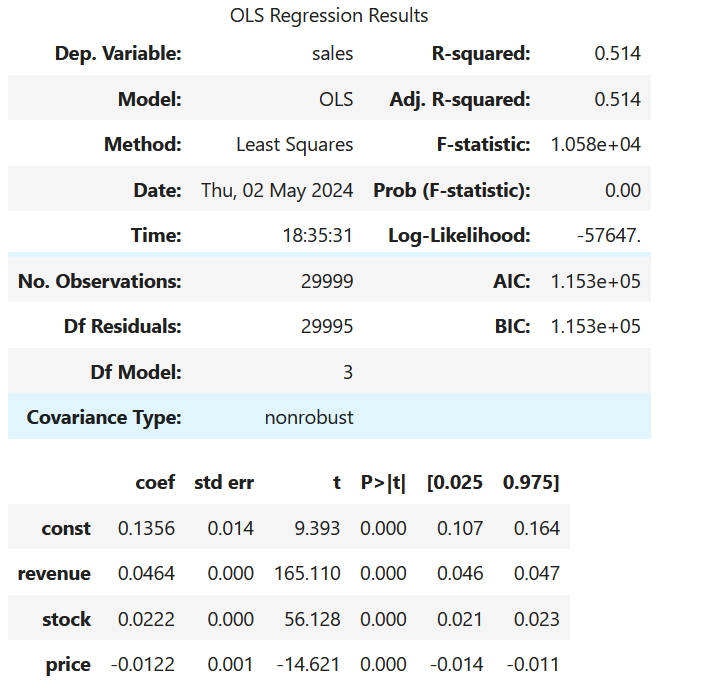 OLS Regression Results
Dep. Variable: sales R-squared: 0.514
Model: OLS Adj. R-squared: 0.514
Method: Least Squares F-statistic: 1.058e+04
Date: Thu, 02 May 2024 Prob (F-statistic): 0.00
Time: 18:35:31 Log-Likelihood: -57647.
No. Observations: 29999 AIC: 1.153e+05
Df Residuals: 29995 BIC: 1.153e+05
Df Model: 3
Covariance Type: nonrobust
coef std err t P>|t| [0.025 0.975]
const 0.1356 0.014 9.393 0.000 0.107 0.164
revenue 0.0464 0.000 165.110 0.000 0.046 0.047
stock 0.0222 0.000 56.128 0.000 0.021 0.023
price -0.0122 0.001 -14.621 0.000 -0.014 -0.011